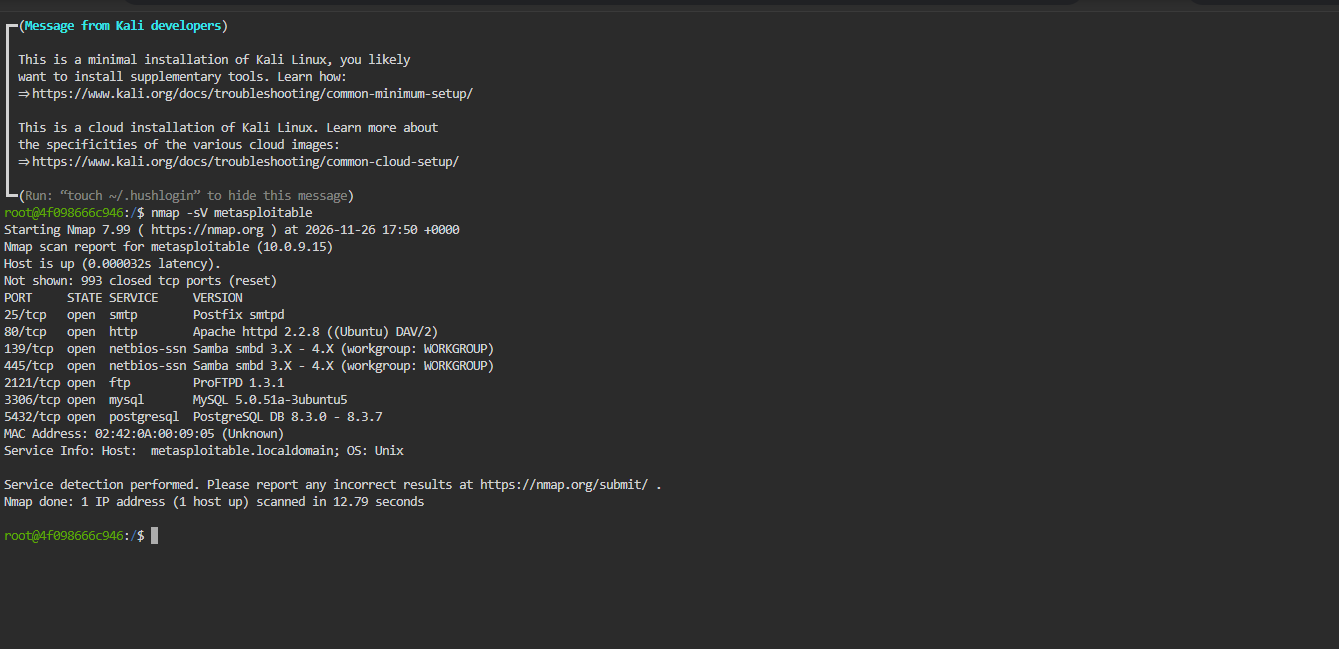 (Message from Kali developers)
This is a minimal installation of Kali Linux, you likely
want to install supplementary tools. Learn how:
⇒https://www.kali.org/docs/troubleshooting/common-minimum-setup/
This is a cloud installation of Kali Linux. Learn more about
the specificities of the various cloud images:
⇒https://www.kali.org/docs/troubleshooting/common-cloud-setup/
(Run: “touch ~/.hushlogin” to hide this message)
root@4f098666c946:/$ nmap -sV metasploitable
Starting Nmap 7.99 ( https://nmap.org ) at 2026-11-26 17:50 +0000
Nmap scan report for metasploitable (10.0.9.15)
Host is up (0.000032s latency).
Not shown: 993 closed tcp ports (reset)
PORT     STATE SERVICE     VERSION
25/tcp   open  smtp        Postfix smtpd
80/tcp   open  http        Apache httpd 2.2.8 ((Ubuntu) DAV/2)
139/tcp  open  netbios-ssn Samba smbd 3.X - 4.X (workgroup: WORKGROUP)
445/tcp  open  netbios-ssn Samba smbd 3.X - 4.X (workgroup: WORKGROUP)
2121/tcp open  ftp         ProFTPD 1.3.1
3306/tcp open  mysql       MySQL 5.0.51a-3ubuntu5
5432/tcp open  postgresql  PostgreSQL DB 8.3.0 - 8.3.7
MAC Address: 02:42:0A:00:09:05 (Unknown)
Service Info: Host:  metasploitable.localdomain; OS: Unix
Service detection performed. Please report any incorrect results at https://nmap.org/submit/ .
Nmap done: 1 IP address (1 host up) scanned in 12.79 seconds
root@4f098666c946:/$